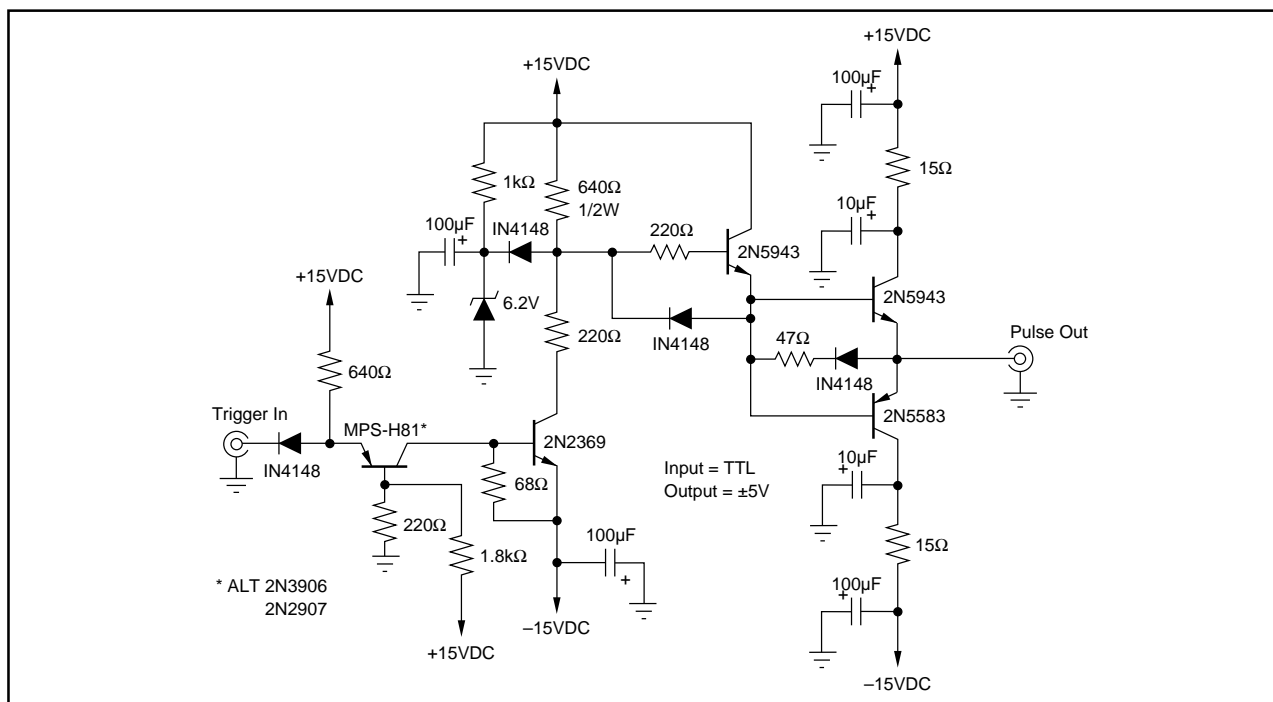 +15VDC
100µF
+
15Ω
10µF
+
+15VDC
1kΩ
640Ω
1/2W
100µF
+
IN4148
220Ω
2N5943
2N5943
+15VDC
6.2V
220Ω
IN4148
47Ω
IN4148
Pulse Out
640Ω
2N5583
Trigger In
MPS-H81*
IN4148
2N2369
Input = TTL
Output = ±5V
10µF
+
68Ω
220Ω
1.8kΩ
100µF
+
15Ω
* ALT 2N3906
2N2907
100µF
+
–15VDC
+15VDC
–15VDC